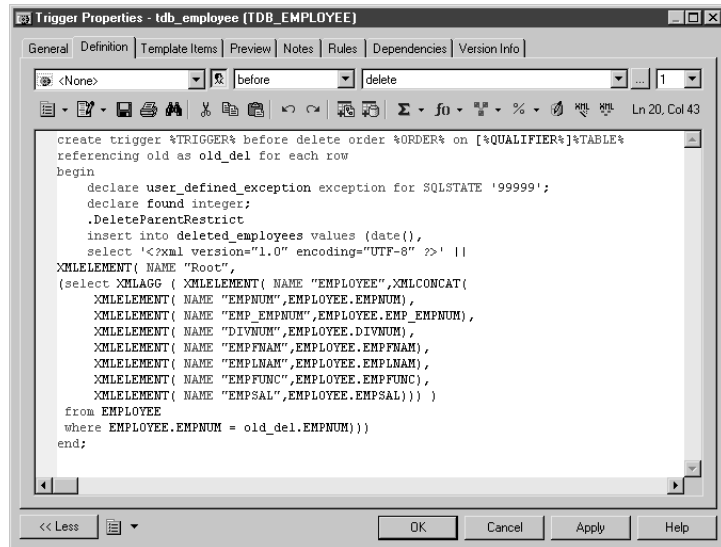 Trigger Properties - tdb_employee (TDB_EMPLOYEE)
General Definition Template Items Preview Notes Rules Dependencies Version Info
<None> before delete ... 1
Σ fo % XML XML Ln 20, Col 43
create trigger %TRIGGER% before delete order %ORDER% on [%QUALIFIER%]%TABLE%
referencing old as old_del for each row
begin
declare user_defined_exception exception for SQLSTATE '99999';
declare found integer;
.DeleteParentRestrict
insert into deleted_employees values (date(),
select '<?xml version="1.0" encoding="UTF-8" ?>' ||
XMLELEMENT( NAME "Root",
(select XMLAGG ( XMLELEMENT( NAME "EMPLOYEE",XMLCONCAT(
XMLELEMENT( NAME "EMPNUM",EMPLOYEE.EMPNUM),
XMLELEMENT( NAME "EMP_EMPNUM",EMPLOYEE.EMP_EMPNUM),
XMLELEMENT( NAME "DIVNUM",EMPLOYEE.DIVNUM),
XMLELEMENT( NAME "EMPFNAM",EMPLOYEE.EMPFNAM),
XMLELEMENT( NAME "EMPLNAM",EMPLOYEE.EMPLNAM),
XMLELEMENT( NAME "EMPFUNC",EMPLOYEE.EMPFUNC),
XMLELEMENT( NAME "EMPSAL",EMPLOYEE.EMPSAL))) )
from EMPLOYEE
where EMPLOYEE.EMPNUM = old_del.EMPNUM)))
end;
<< Less OK Cancel Apply Help